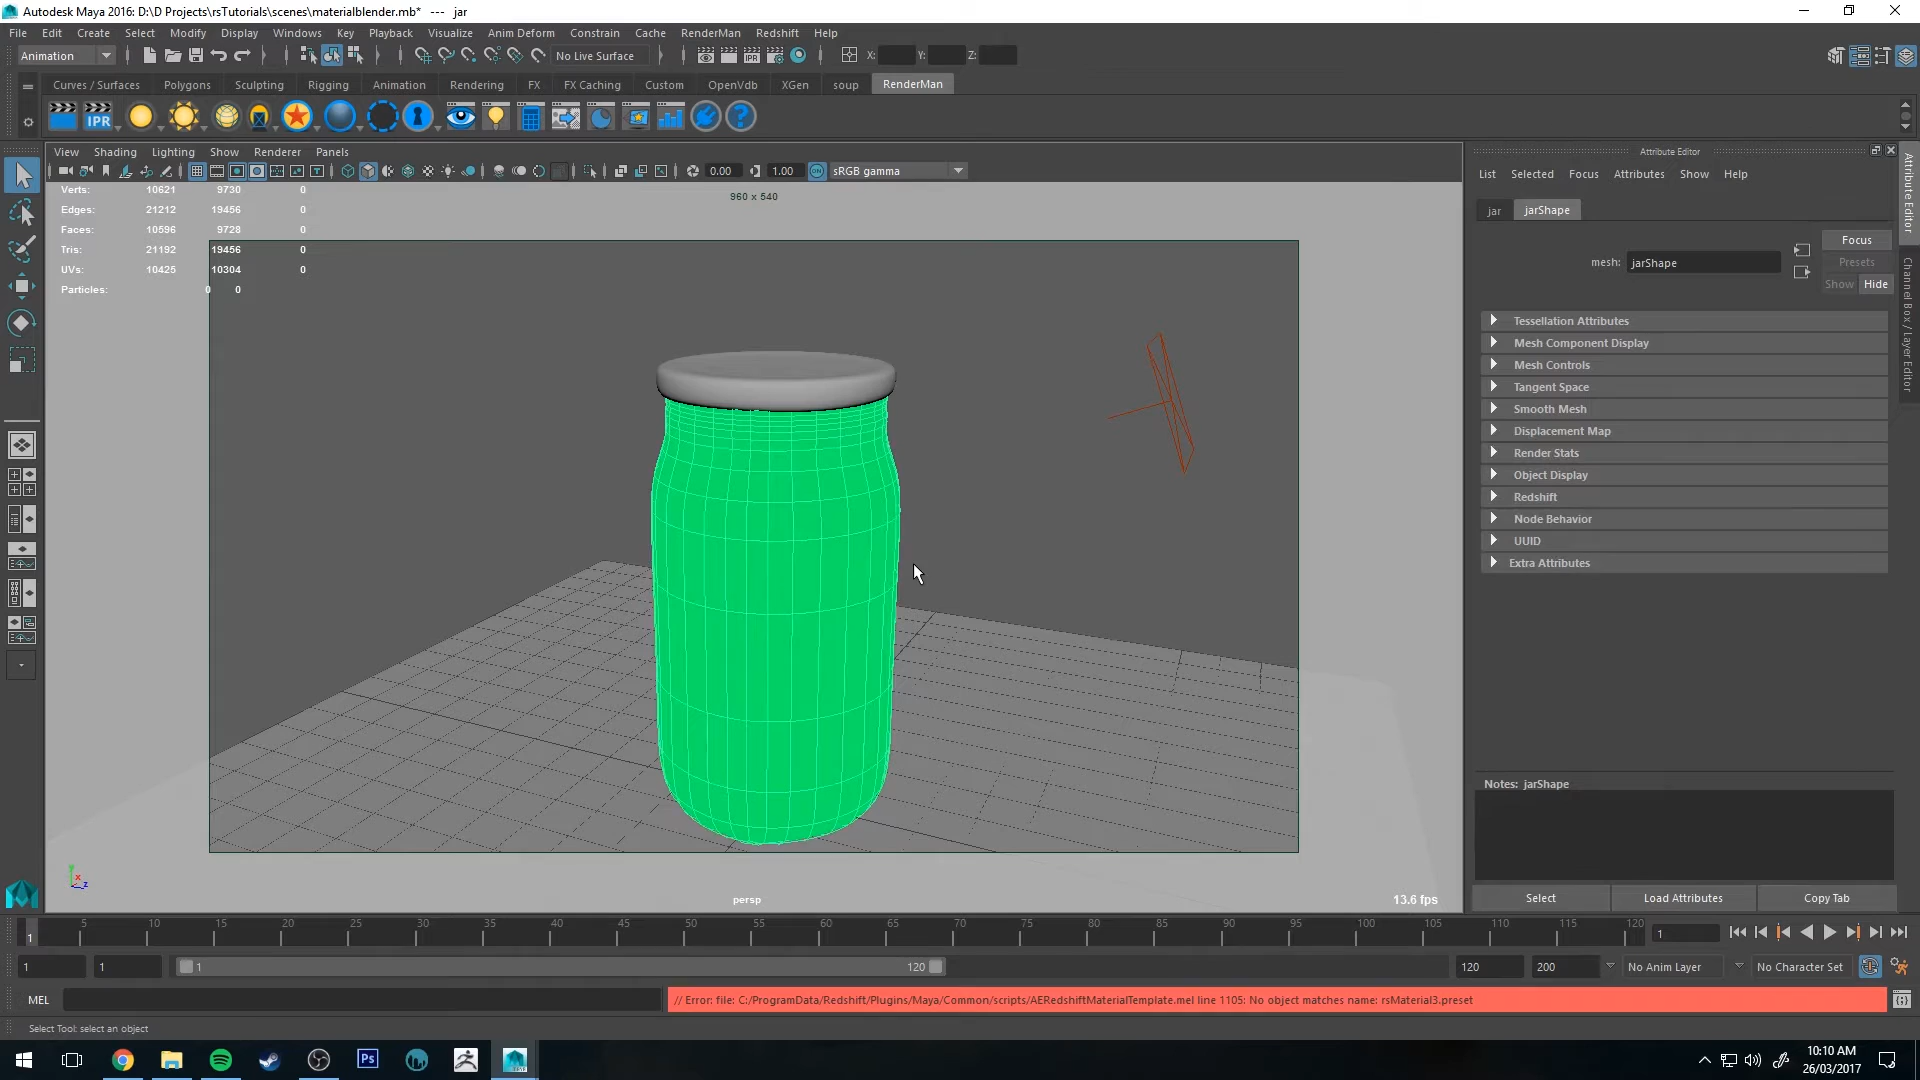 Autodesk Maya 2016: D:\D Projects\rsTutorials\scenes\materialblender.mb*   ---   jar
File Edit Create Select Modify Display Windows Key Playback Visualize Anim Deform Constrain Cache RenderMan Redshift Help
Animation No Live Surface X: Y: Z:
Curves / Surfaces Polygons Sculpting Rigging Animation Rendering FX FX Caching Custom OpenVdb XGen soup RenderMan
IPR
View Shading Lighting Show Renderer Panels
0.00 1.00 sRGB gamma
Verts: 10621 9730 0
Edges: 21212 19456 0
Faces: 10596 9728 0
Tris: 21192 19456 0
UVs: 10425 10304 0
Particles: 0 0
960 x 540
persp
13.6 fps
Attribute Editor
List Selected Focus Attributes Show Help
jar jarShape
Focus
mesh: jarShape
Presets
Show Hide
Tessellation Attributes
Mesh Component Display
Mesh Controls
Tangent Space
Smooth Mesh
Displacement Map
Render Stats
Object Display
Redshift
Node Behavior
UUID
Extra Attributes
Notes: jarShape
Select Load Attributes Copy Tab
Attribute Editor
Channel Box / Layer Editor
1 5 10 15 20 25 30 35 40 45 50 55 60 65 70 75 80 85 90 95 100 105 110 115 120 1
1 1 1 120 120 200 No Anim Layer No Character Set
MEL // Error: file: C:/ProgramData/Redshift/Plugins/Maya/Common/scripts/AERedshiftMaterialTemplate.mel line 1105: No object matches name: rsMaterial3.preset
Select Tool: select an object
Ps
10:10 AM
26/03/2017